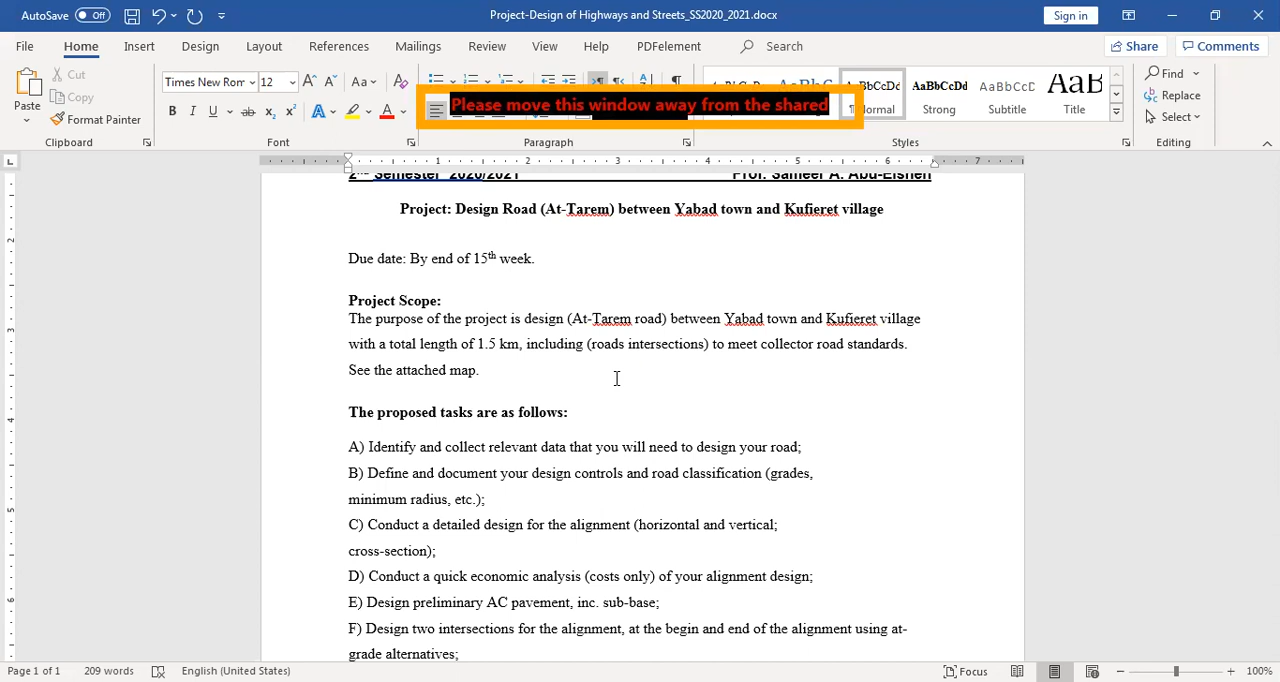 AutoSave Off Project-Design of Highways and Streets_SS2020_2021.docx Sign in
File Home Insert Design Layout References Mailings Review View Help PDFelement Search Share Comments
Paste Cut Copy Format Painter
Times New Rom 12
Please move this window away from the shared
Normal Strong Subtitle Title
Find Replace Select
Clipboard Font Paragraph Styles Editing
2nd Semester 2020/2021 Prof. Sameer A. Abu-Eisheh
Project: Design Road (At-Tarem) between Yabad town and Kufieret village
Due date: By end of 15th week.
Project Scope:
The purpose of the project is design (At-Tarem road) between Yabad town and Kufieret village
with a total length of 1.5 km, including (roads intersections) to meet collector road standards.
See the attached map.
The proposed tasks are as follows:
A) Identify and collect relevant data that you will need to design your road;
B) Define and document your design controls and road classification (grades,
minimum radius, etc.);
C) Conduct a detailed design for the alignment (horizontal and vertical;
cross-section);
D) Conduct a quick economic analysis (costs only) of your alignment design;
E) Design preliminary AC pavement, inc. sub-base;
F) Design two intersections for the alignment, at the begin and end of the alignment using at-
grade alternatives;
Page 1 of 1 209 words English (United States) Focus 100%